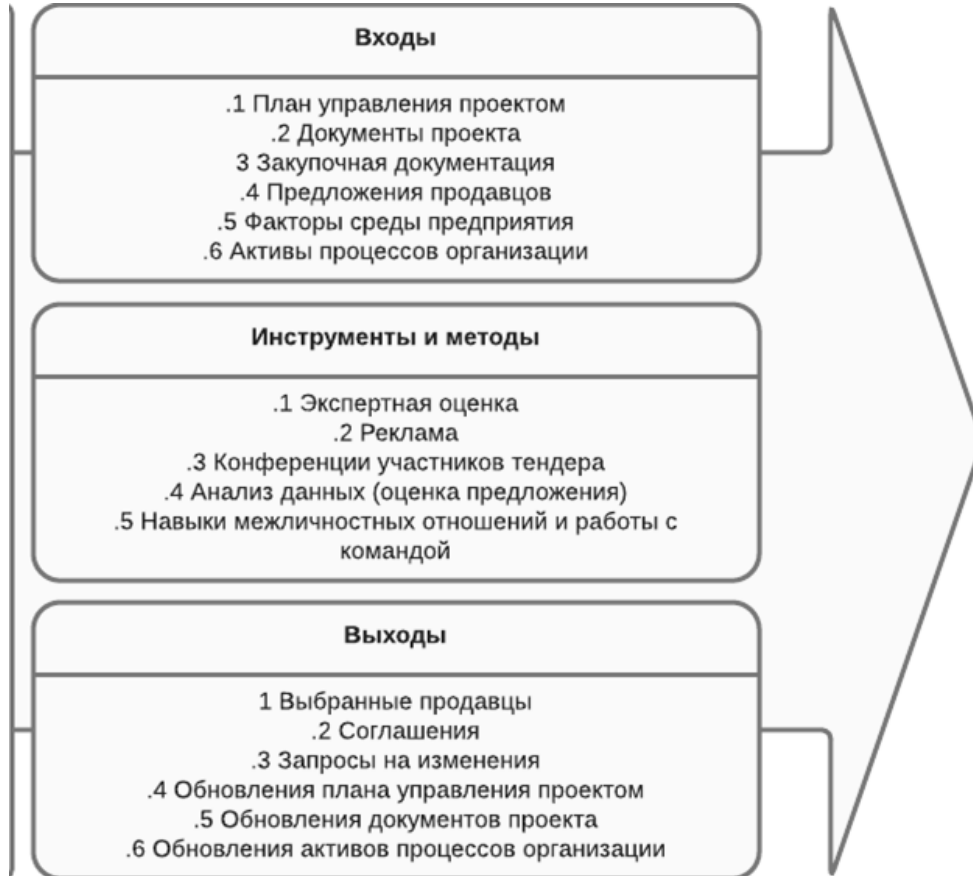 Входы
.1 План управления проектом
.2 Документы проекта
3 Закупочная документация
.4 Предложения продавцов
.5 Факторы среды предприятия
.6 Активы процессов организации
Инструменты и методы
.1 Экспертная оценка
.2 Реклама
.3 Конференции участников тендера
.4 Анализ данных (оценка предложения)
.5 Навыки межличностных отношений и работы с
командой
Выходы
1 Выбранные продавцы
.2 Соглашения
.3 Запросы на изменения
.4 Обновления плана управления проектом
.5 Обновления документов проекта
.6 Обновления активов процессов организации